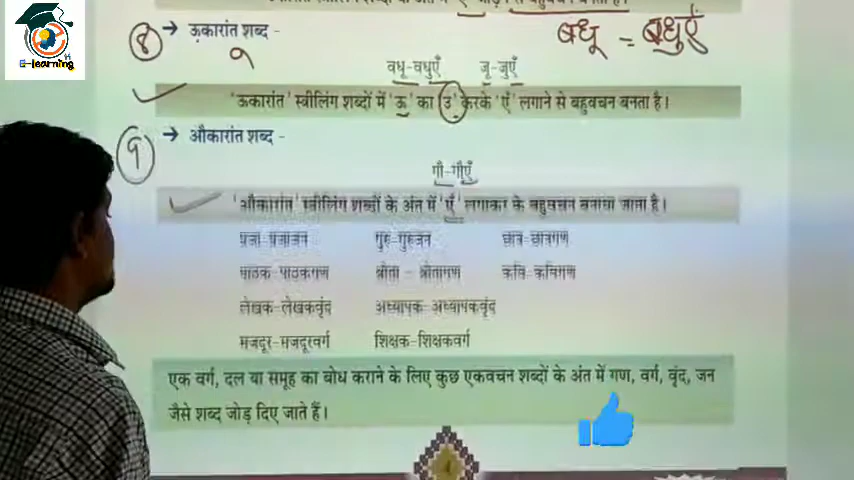 ८ → ऊकारांत शब्द -
वधू = वधुएँ
वधू-वधुएँ जू-जुएँ
'ऊकारांत' स्त्रीलिंग शब्दों में 'ऊ' का 'उ' करके 'एँ' लगाने से बहुवचन बनता है।
९ → औकारांत शब्द -
गौ-गौएँ
'औकारांत' स्त्रीलिंग शब्दों के अंत में 'एँ' लगाकर के बहुवचन बनाया जाता है।
प्रजा-प्रजाजन गुरु-गुरुजन छात्र-छात्रगण
पाठक-पाठकगण श्रोता - श्रोतागण कवि-कविगण
लेखक-लेखकवृंद अध्यापक-अध्यापकवृंद
मजदूर-मजदूरवर्ग शिक्षक-शिक्षकवर्ग
एक वर्ग, दल या समूह का बोध कराने के लिए कुछ एकवचन शब्दों के अंत में गण, वर्ग, वृंद, जन
जैसे शब्द जोड़ दिए जाते हैं।
E-learning